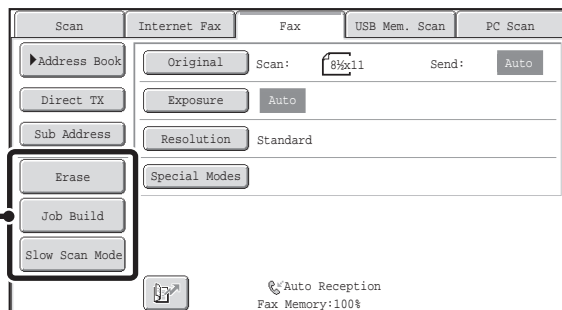 Scan Internet Fax Fax USB Mem. Scan PC Scan
Address Book Original Scan: 8½x11 Send: Auto
Direct TX Exposure Auto
Sub Address Resolution Standard
Erase Special Modes
Job Build
Slow Scan Mode
Auto Reception
Fax Memory:100%